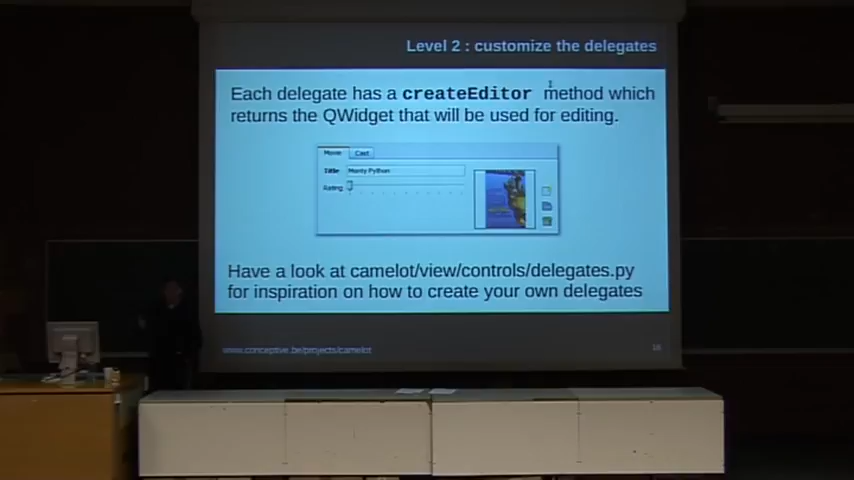 Level 2 : customize the delegates
Each delegate has a createEditor method which
returns the QWidget that will be used for editing.
Movie Cast
Title Monty Python
Rating
Have a look at camelot/view/controls/delegates.py
for inspiration on how to create your own delegates
www.conceptive.be/projects/camelot